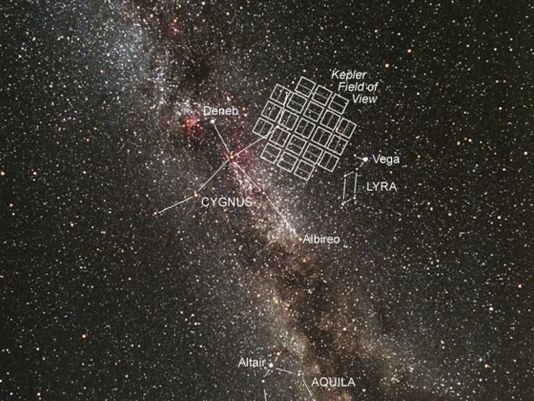 Kepler
Field of
View
Deneb
Vega
LYRA
CYGNUS
Albireo
Altair
AQUILA